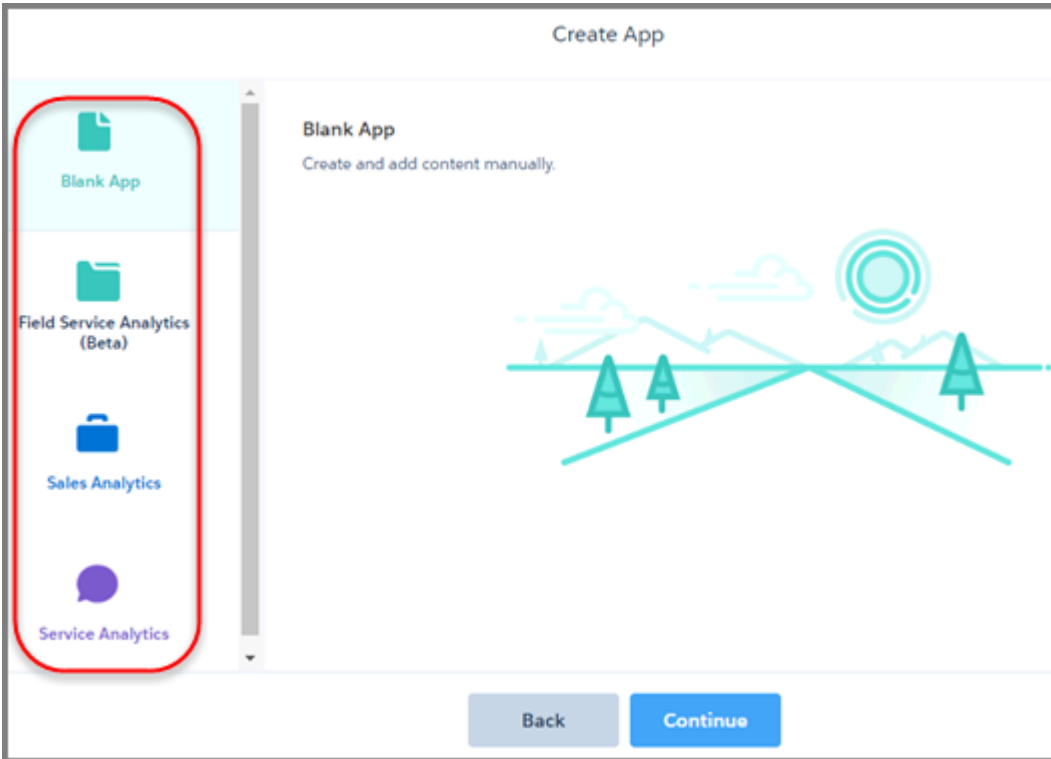 Create App
Blank App
Field Service Analytics
(Beta)
Sales Analytics
Service Analytics
Blank App
Create and add content manually.
Back
Continue